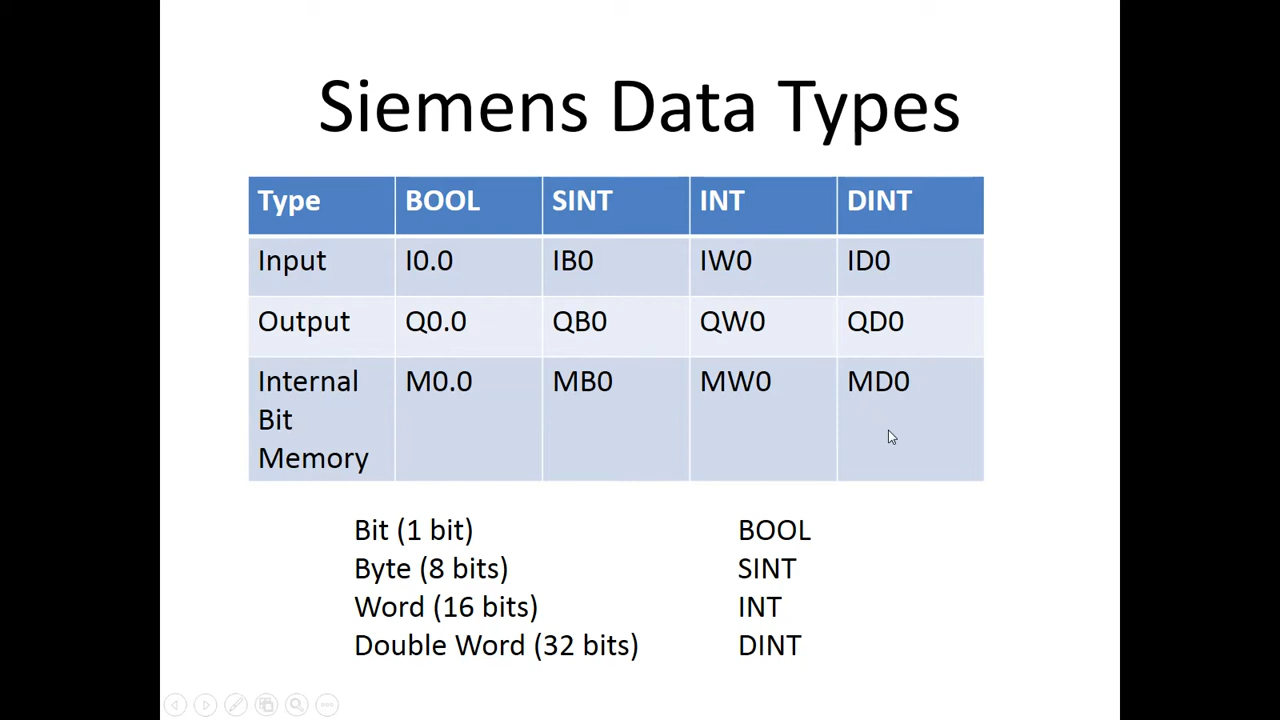 Siemens Data Types
Type BOOL SINT INT DINT
Input I0.0 IB0 IW0 ID0
Output Q0.0 QB0 QW0 QD0
Internal M0.0 MB0 MW0 MD0
Bit
Memory
Bit (1 bit) BOOL
Byte (8 bits) SINT
Word (16 bits) INT
Double Word (32 bits) DINT